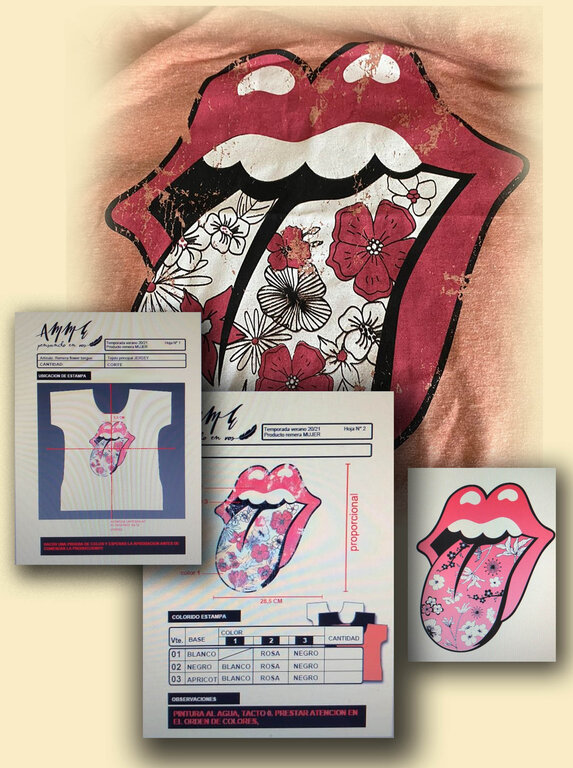 ANNE
pensando en vos
Temporada verano 20/21
Hoja Nº 1
Producto remera MUJER
Articulo: Remera flower tongue
Tejido principal JERSEY
CANTIDAD
CORTE
UBICACION DE ESTAMPA
HACER UNA PRUEBA DE COLOR Y ESPERAR LA APROBACION ANTES DE
COMENZAR LA PRODUCCION!!
en vos
Temporada verano 20/21
Hoja Nº 2
Producto remera MUJER
proporcional
3
color 1
28,5 CM.
COLORIDO ESTAMPA
Vte. BASE COLOR CANTIDAD
1 2 3
01 BLANCO ROSA NEGRO
02 NEGRO BLANCO ROSA NEGRO
03 APRICOT BLANCO ROSA NEGRO
OBSERVACIONES
PINTURA AL AGUA, TACTO 0. PRESTAR ATENCION EN
EL ORDEN DE COLORES,